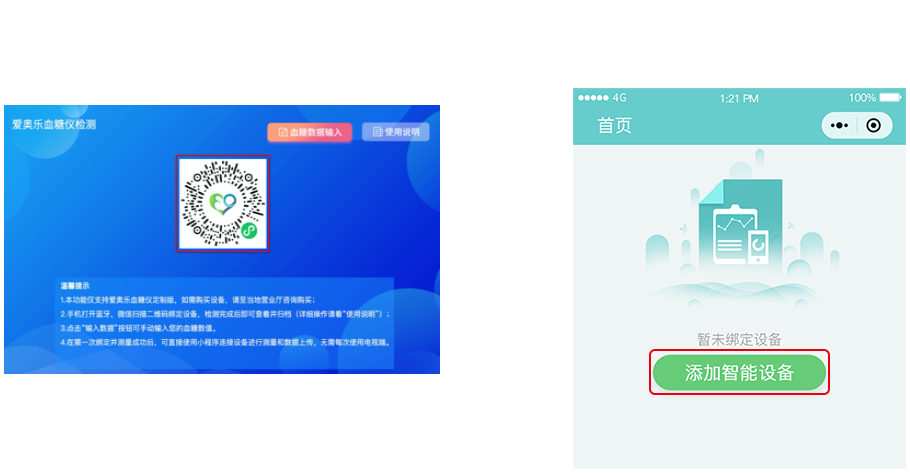 爱奥乐血糖仪检测
血糖数据输入
使用说明
温馨提示
1.本功能仅支持爱奥乐血糖仪定制版，如需购买设备，请至当地营业厅咨询购买；
2.手机打开蓝牙，微信扫描二维码绑定设备，检测完成后即可查看并归档（详细操作请看“使用说明”）；
3.点击“输入数据”按钮可手动输入您的血糖数值。
4.在第一次绑定并测量成功后，可直接使用小程序连接设备进行测量和数据上传，无需每次使用电视端。
4G
1:21 PM
100%
首页
暂未绑定设备
添加智能设备